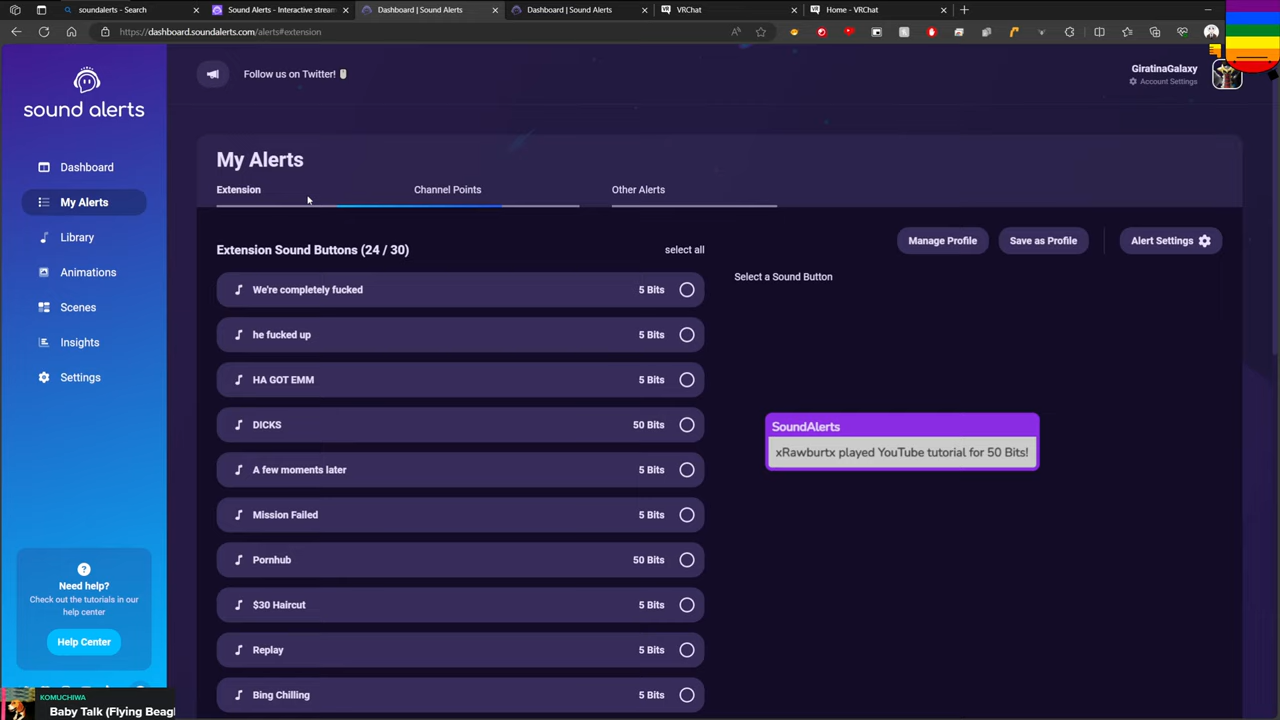 soundalerts - Search
Sound Alerts - Interactive stream
Dashboard | Sound Alerts
Dashboard | Sound Alerts
VRChat
Home - VRChat
https://dashboard.soundalerts.com/alerts#extension
sound alerts
Dashboard
My Alerts
Library
Animations
Scenes
Insights
Settings
Need help?
Check out the tutorials in our
help center
Help Center
KOMUCHIWA
Baby Talk (Flying Beagl
Follow us on Twitter!
GiratinaGalaxy
Account Settings
My Alerts
Extension
Channel Points
Other Alerts
Extension Sound Buttons (24 / 30)
select all
Manage Profile
Save as Profile
Alert Settings
Select a Sound Button
We're completely fucked 5 Bits
he fucked up 5 Bits
HA GOT EMM 5 Bits
DICKS 50 Bits
A few moments later 5 Bits
Mission Failed 5 Bits
Pornhub 50 Bits
$30 Haircut 5 Bits
Replay 5 Bits
Bing Chilling 5 Bits
SoundAlerts
xRawburtx played YouTube tutorial for 50 Bits!